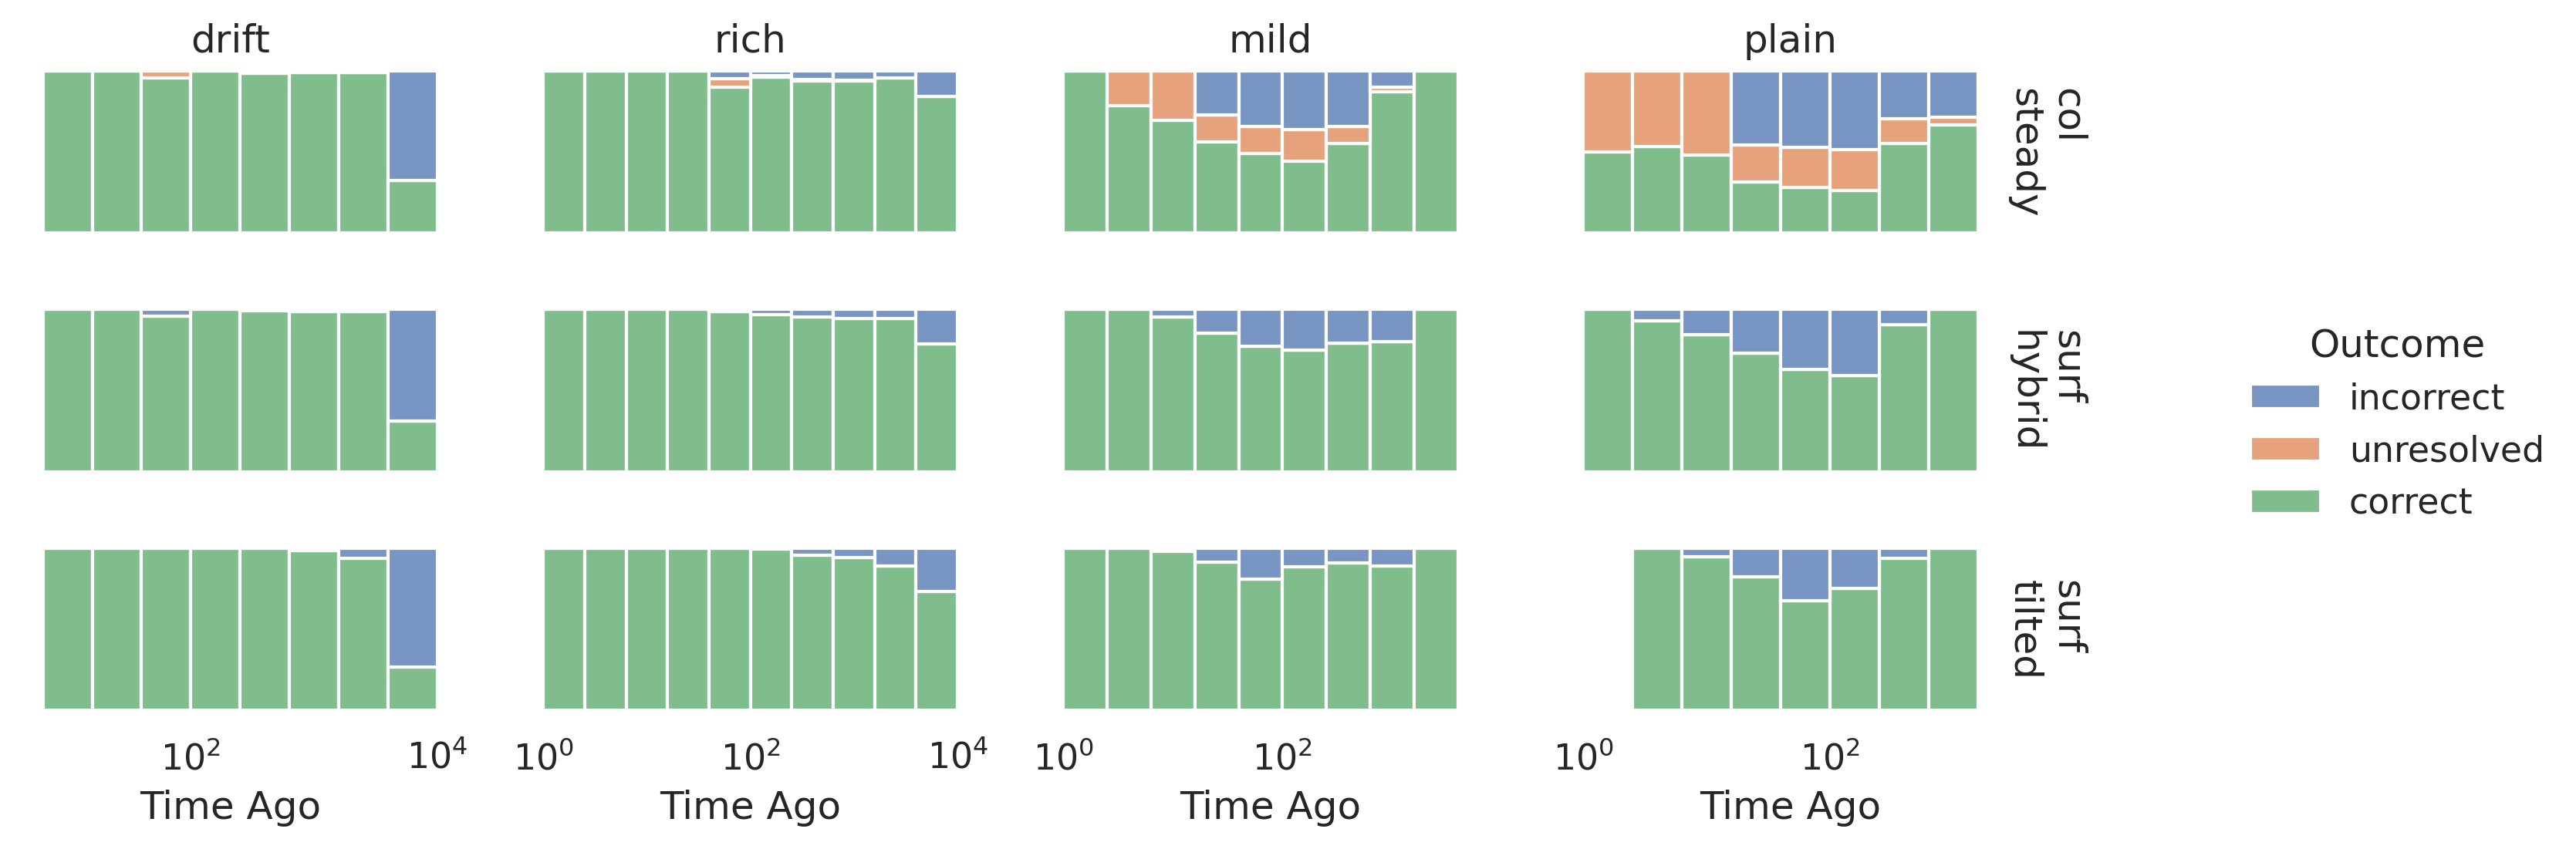 drift
rich
mild
plain
col
steady
surf
hybrid
surf
tilted
10²
10⁴
10⁰
10²
10⁴
10⁰
10²
10⁰
10²
Time Ago
Time Ago
Time Ago
Time Ago
Outcome
incorrect
unresolved
correct